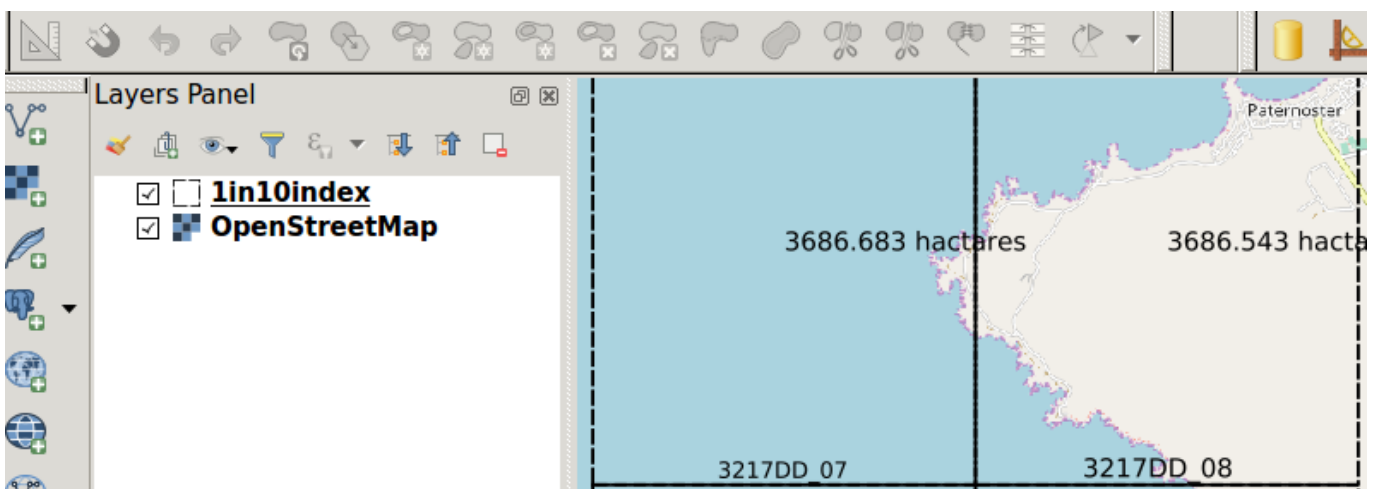 Layers Panel
1in10index
OpenStreetMap
Paternoster
3686.683 hactares
3686.543 hacta
3217DD_07
3217DD_08